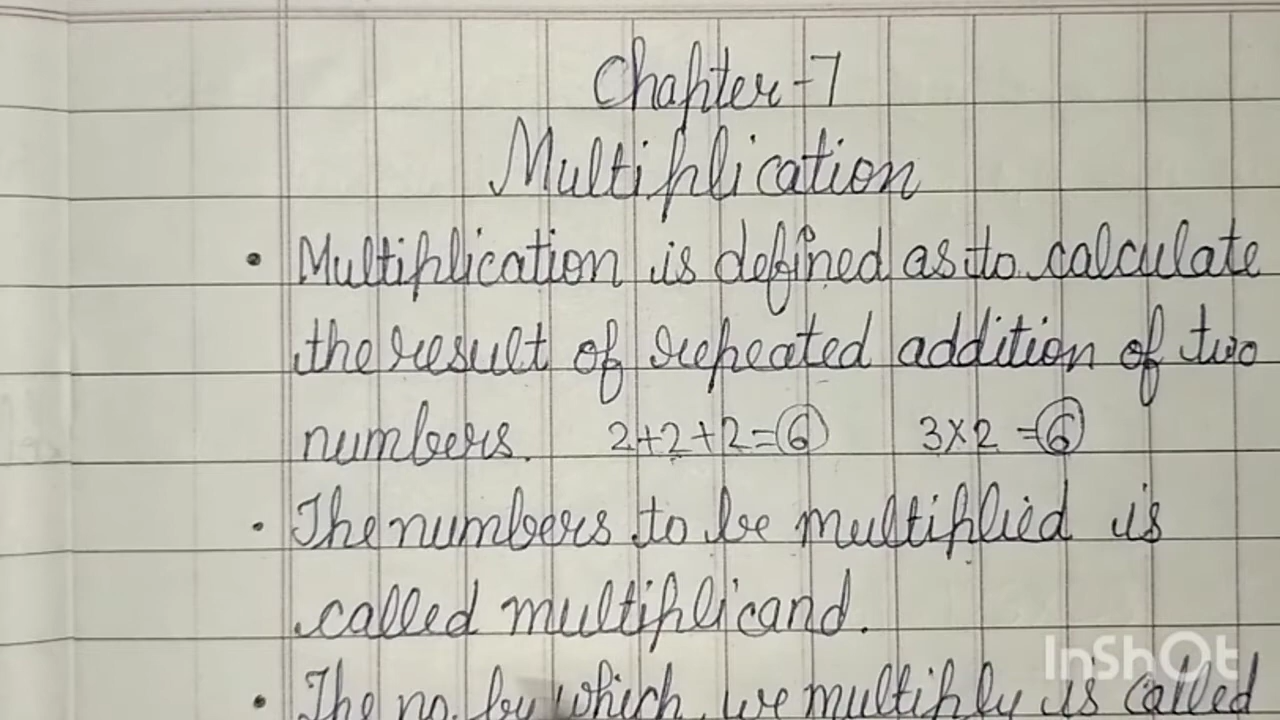 Chapter-7
Multiplication
• Multiplication is defined as to calculate
the result of repeated addition of two
numbers. 2+2+2=6 3×2=6
• The numbers to be multiplied is
called multiplicand.
• The no. by which we multiply is called
InShOt